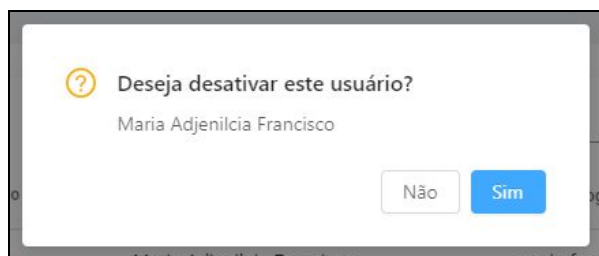 Deseja desativar este usuário?
Maria Adjenilcia Francisco
Não
Sim